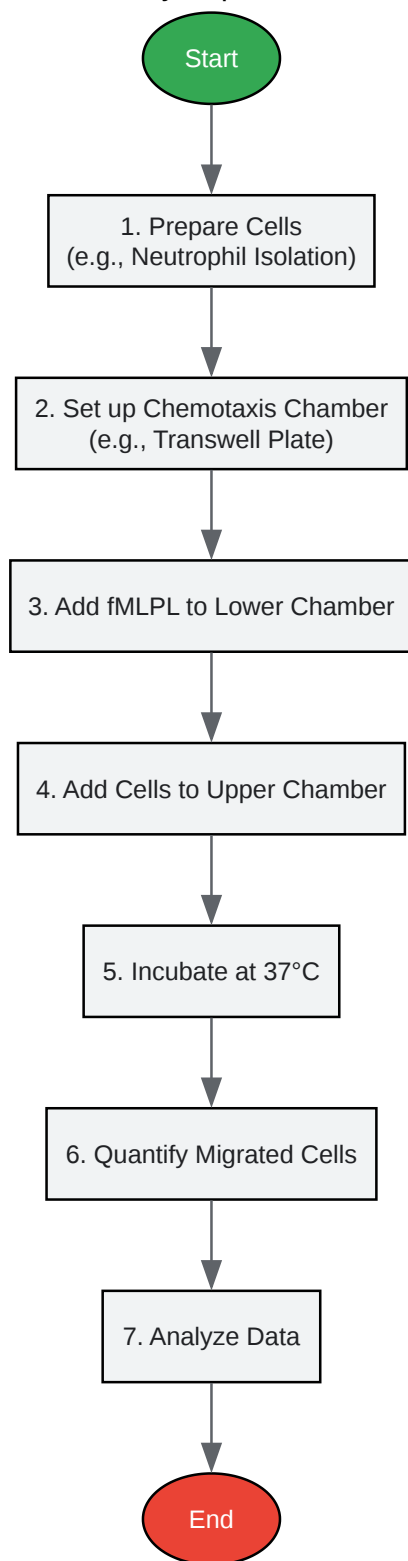 Start
1. Prepare Cells
(e.g., Neutrophil Isolation)
2. Set up Chemotaxis Chamber
(e.g., Transwell Plate)
3. Add fMLPL to Lower Chamber
4. Add Cells to Upper Chamber
5. Incubate at 37°C
6. Quantify Migrated Cells
7. Analyze Data
End